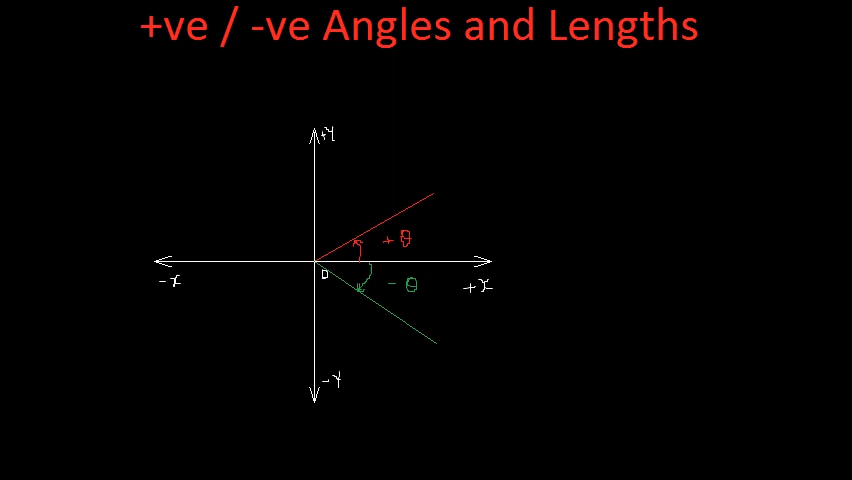 +ve / -ve Angles and Lengths
+Y
+ θ
O
- θ
-X
+X
-Y